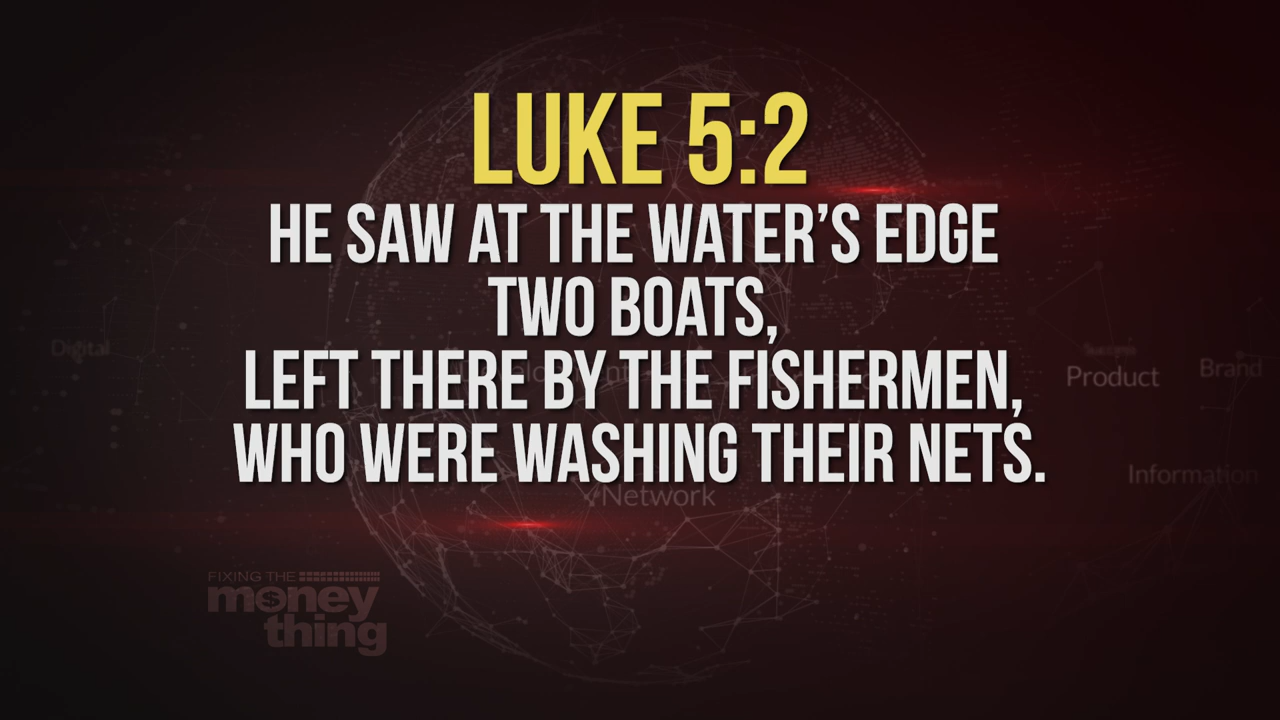 LUKE 5:2
HE SAW AT THE WATER’S EDGE
TWO BOATS,
LEFT THERE BY THE FISHERMEN,
WHO WERE WASHING THEIR NETS.
Digital
Product
Brand
Information
Network
FIXING THE
money
thing